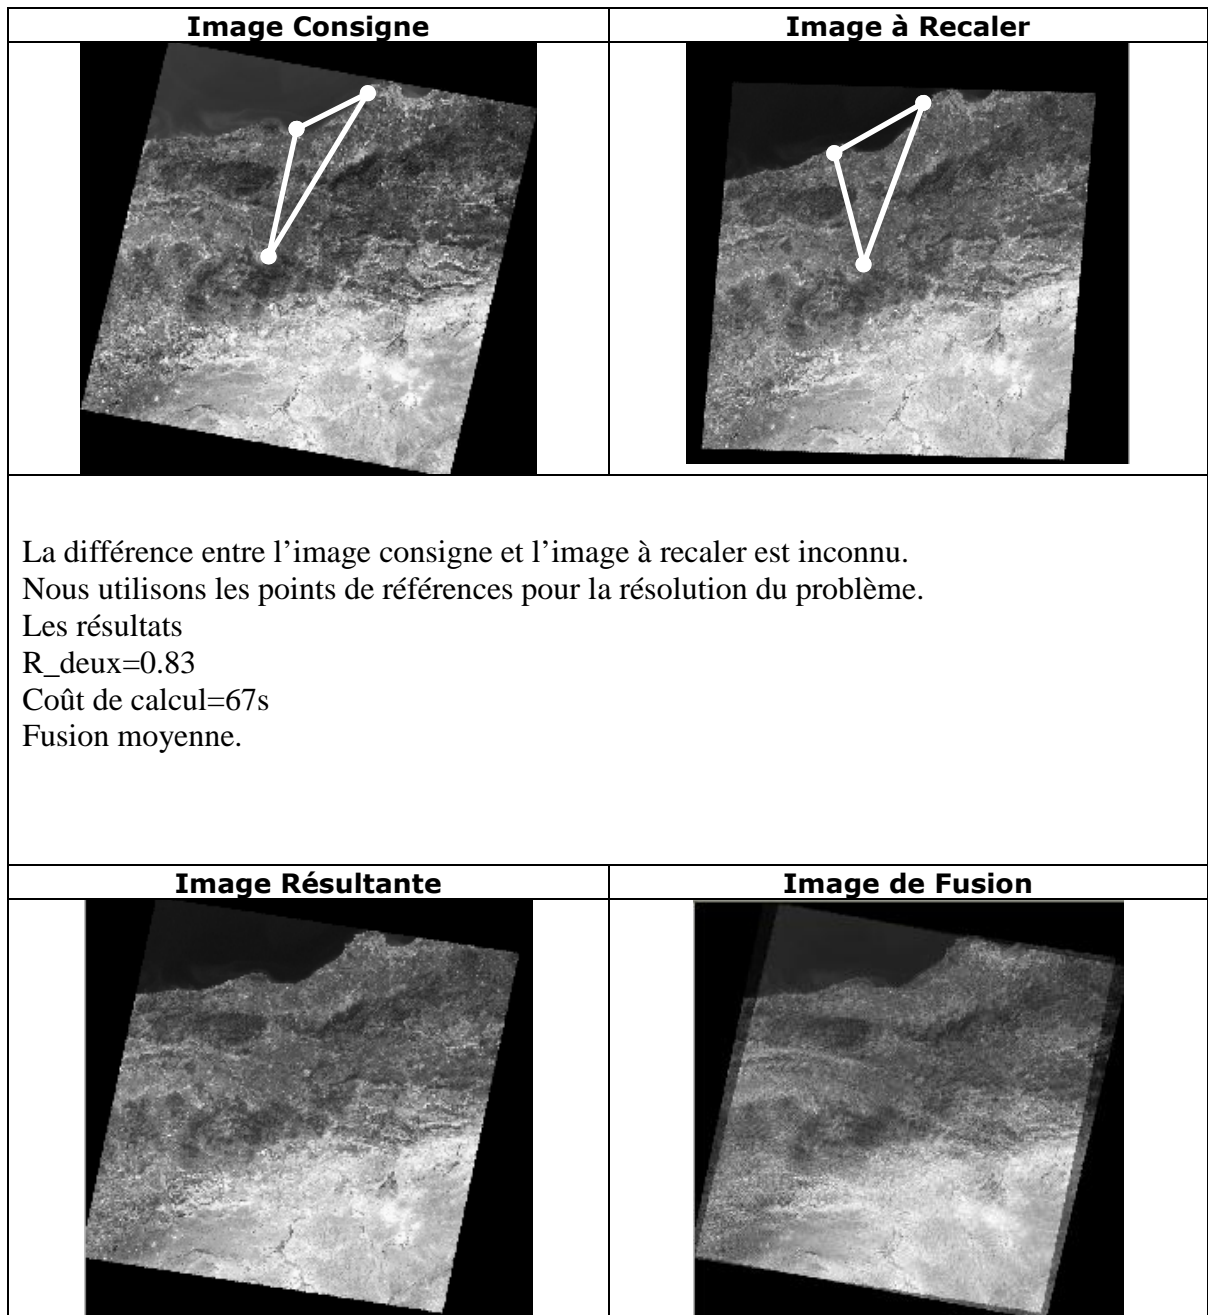 Image Consigne
Image à Recaler
La différence entre l'image consigne et l'image à recaler est inconnu.
Nous utilisons les points de références pour la résolution du problème.
Les résultats
R_deux=0.83
Coût de calcul=67s
Fusion moyenne.
Image Résultante
Image de Fusion